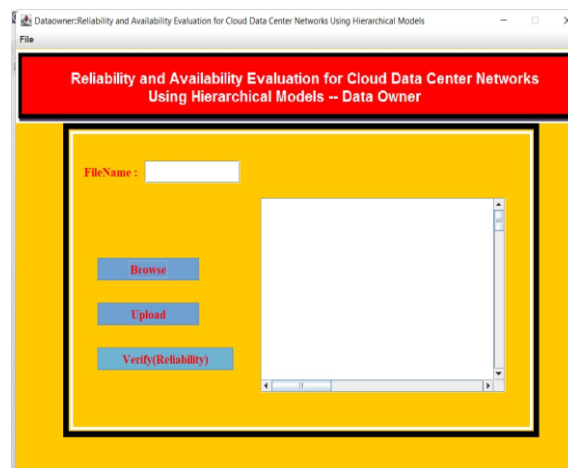 Dataowner::Reliability and Availability Evaluation for Cloud Data Center Networks Using Hierarchical Models
File
Reliability and Availability Evaluation for Cloud Data Center Networks
Using Hierarchical Models -- Data Owner
FileName :
Browse
Upload
Verify(Reliability)